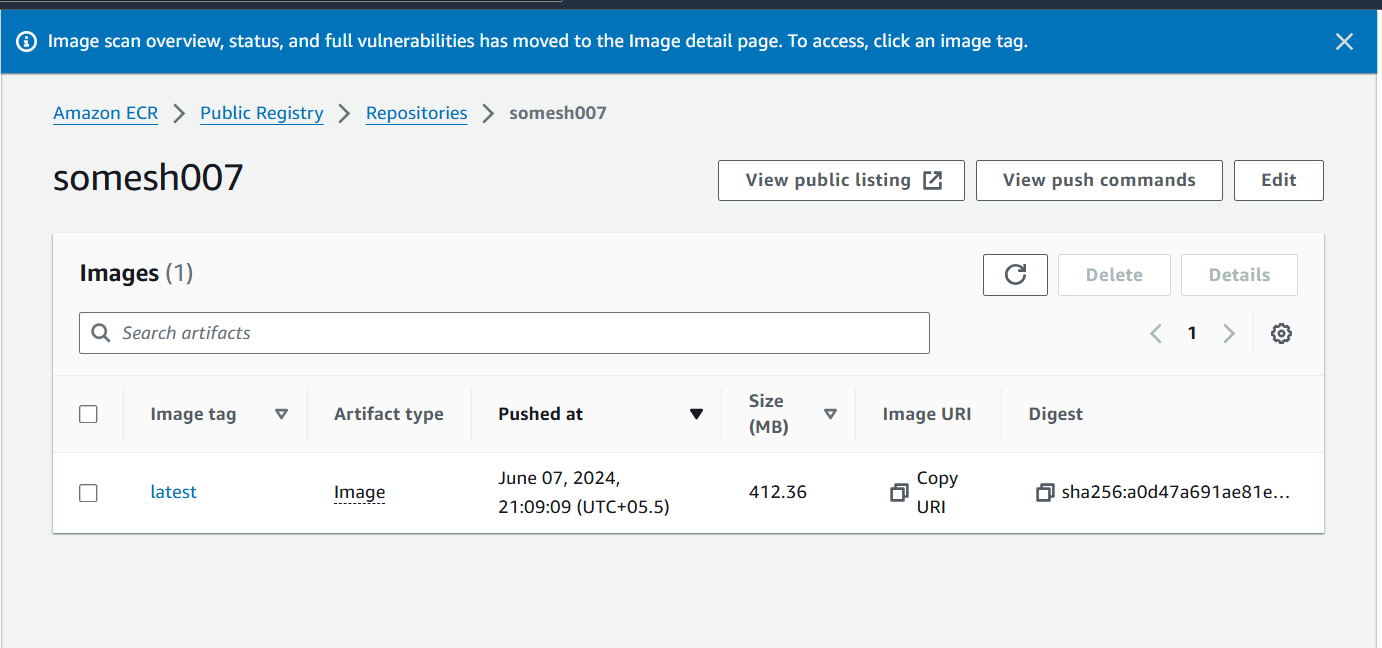 Image scan overview, status, and full vulnerabilities has moved to the Image detail page. To access, click an image tag.
Amazon ECR Public Registry Repositories somesh007
somesh007
View public listing View push commands Edit
Images (1)
Delete Details
Search artifacts
1
Image tag Artifact type Pushed at Size (MB) Image URI Digest
latest Image June 07, 2024, 21:09:09 (UTC+05.5) 412.36 Copy URI sha256:a0d47a691ae81e...